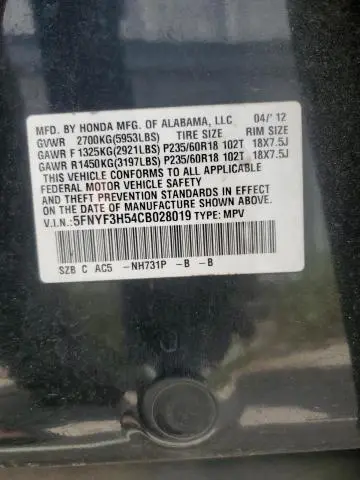 MFD. BY HONDA MFG. OF ALABAMA, LLC 04/'12
GVWR 2700KG(5953LBS) TIRE SIZE RIM SIZE
GAWR F 1325KG(2921LBS) P235/60R18 102T 18X7.5J
GAWR R1450KG(3197LBS) P235/60R18 102T 18X7.5J
THIS VEHICLE CONFORMS TO ALL APPLICABLE
FEDERAL MOTOR VEHICLE SAFETY
AND THEFT PREVENTION STANDARDS IN EFFECT
ON THE DATE OF MANUFACTURE SHOWN ABOVE.
V.I.N.:5FNYF3H54CB028019 TYPE: MPV
SZB C AC5 -NH731P -B -B